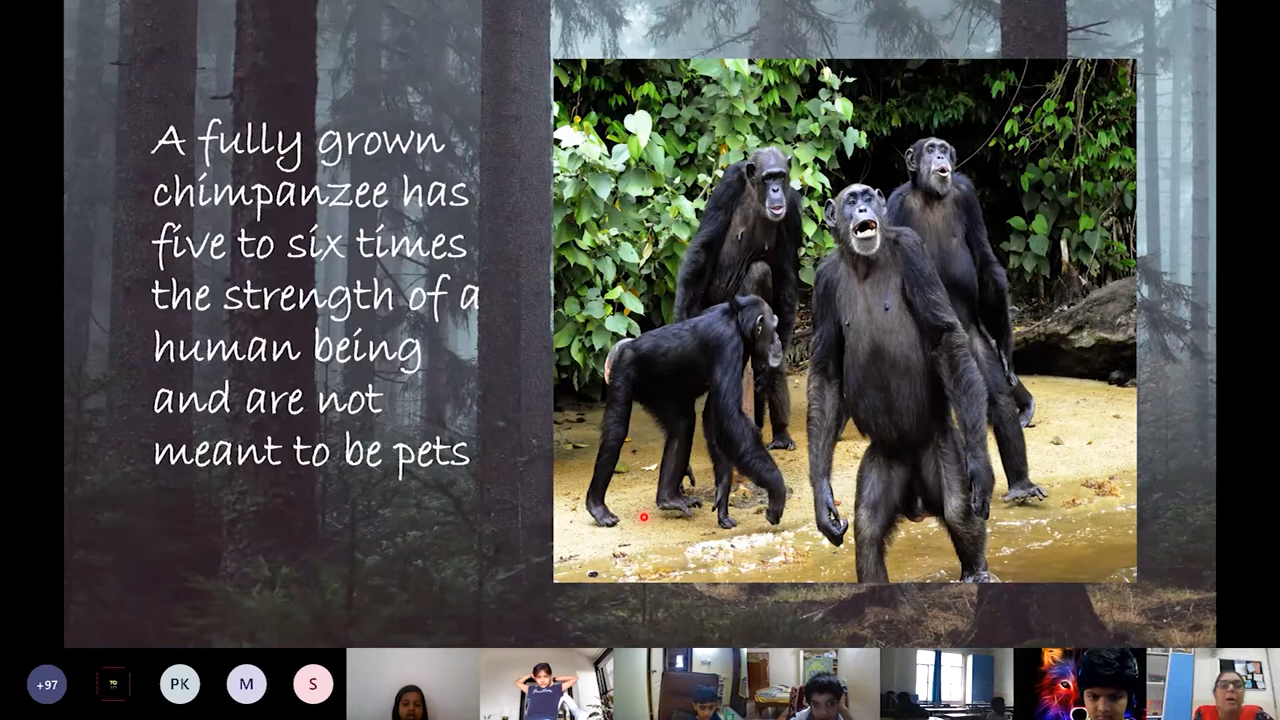 A fully grown
chimpanzee has
five to six times
the strength of a
human being
and are not
meant to be pets
+97
PK
M
S